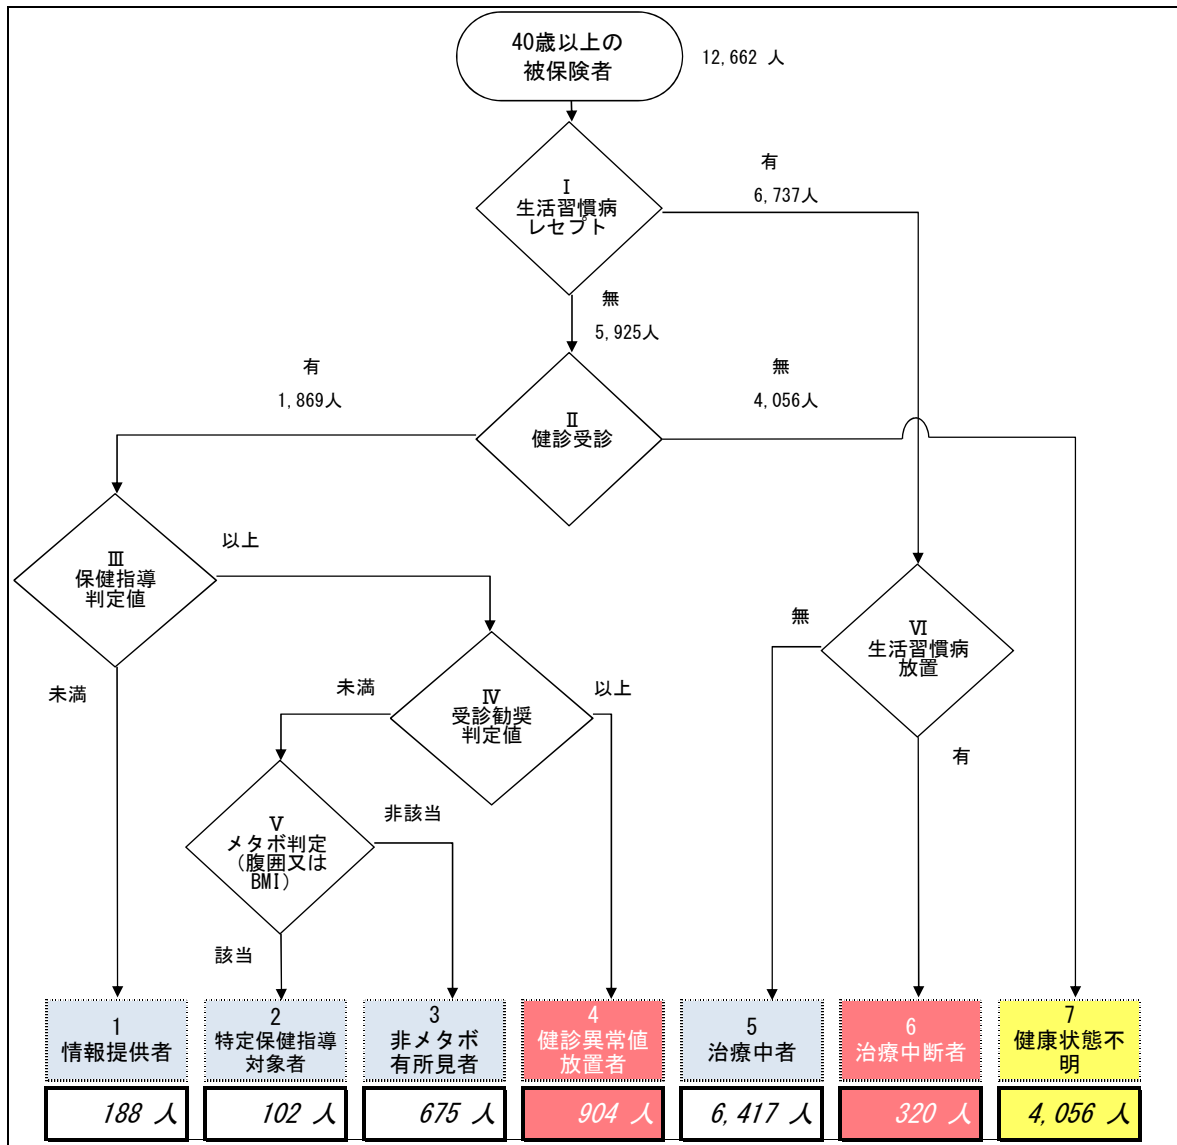 40歳以上の
被保険者
12,662 人
Ⅰ
生活習慣病
レセプト
有
6,737人
無
5,925人
有
1,869人
Ⅱ
健診受診
無
4,056人
Ⅲ
保健指導
判定値
以上
未満
Ⅳ
受診勧奨
判定値
未満
以上
Ⅴ
メタボ判定
（腹囲又は
BMI）
非該当
該当
Ⅵ
生活習慣病
放置
無
有
1
情報提供者
188 人
2
特定保健指導
対象者
102 人
3
非メタボ
有所見者
675 人
4
健診異常値
放置者
904 人
5
治療中者
6,417 人
6
治療中断者
320 人
7
健康状態不
明
4,056 人